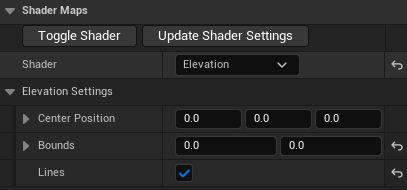 Shader Maps
Toggle Shader Update Shader Settings
Shader Elevation
Elevation Settings
Center Position 0.0 0.0 0.0
Bounds 0.0 0.0
Lines